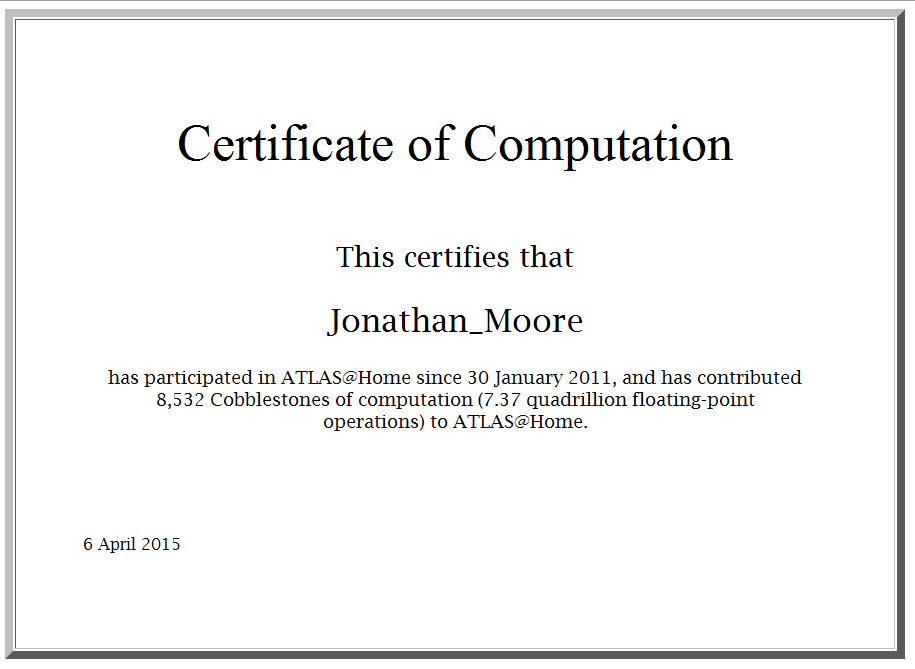 Certificate of Computation
This certifies that
Jonathan_Moore
has participated in ATLAS@Home since 30 January 2011, and has contributed
8,532 Cobblestones of computation (7.37 quadrillion floating-point
operations) to ATLAS@Home.
6 April 2015